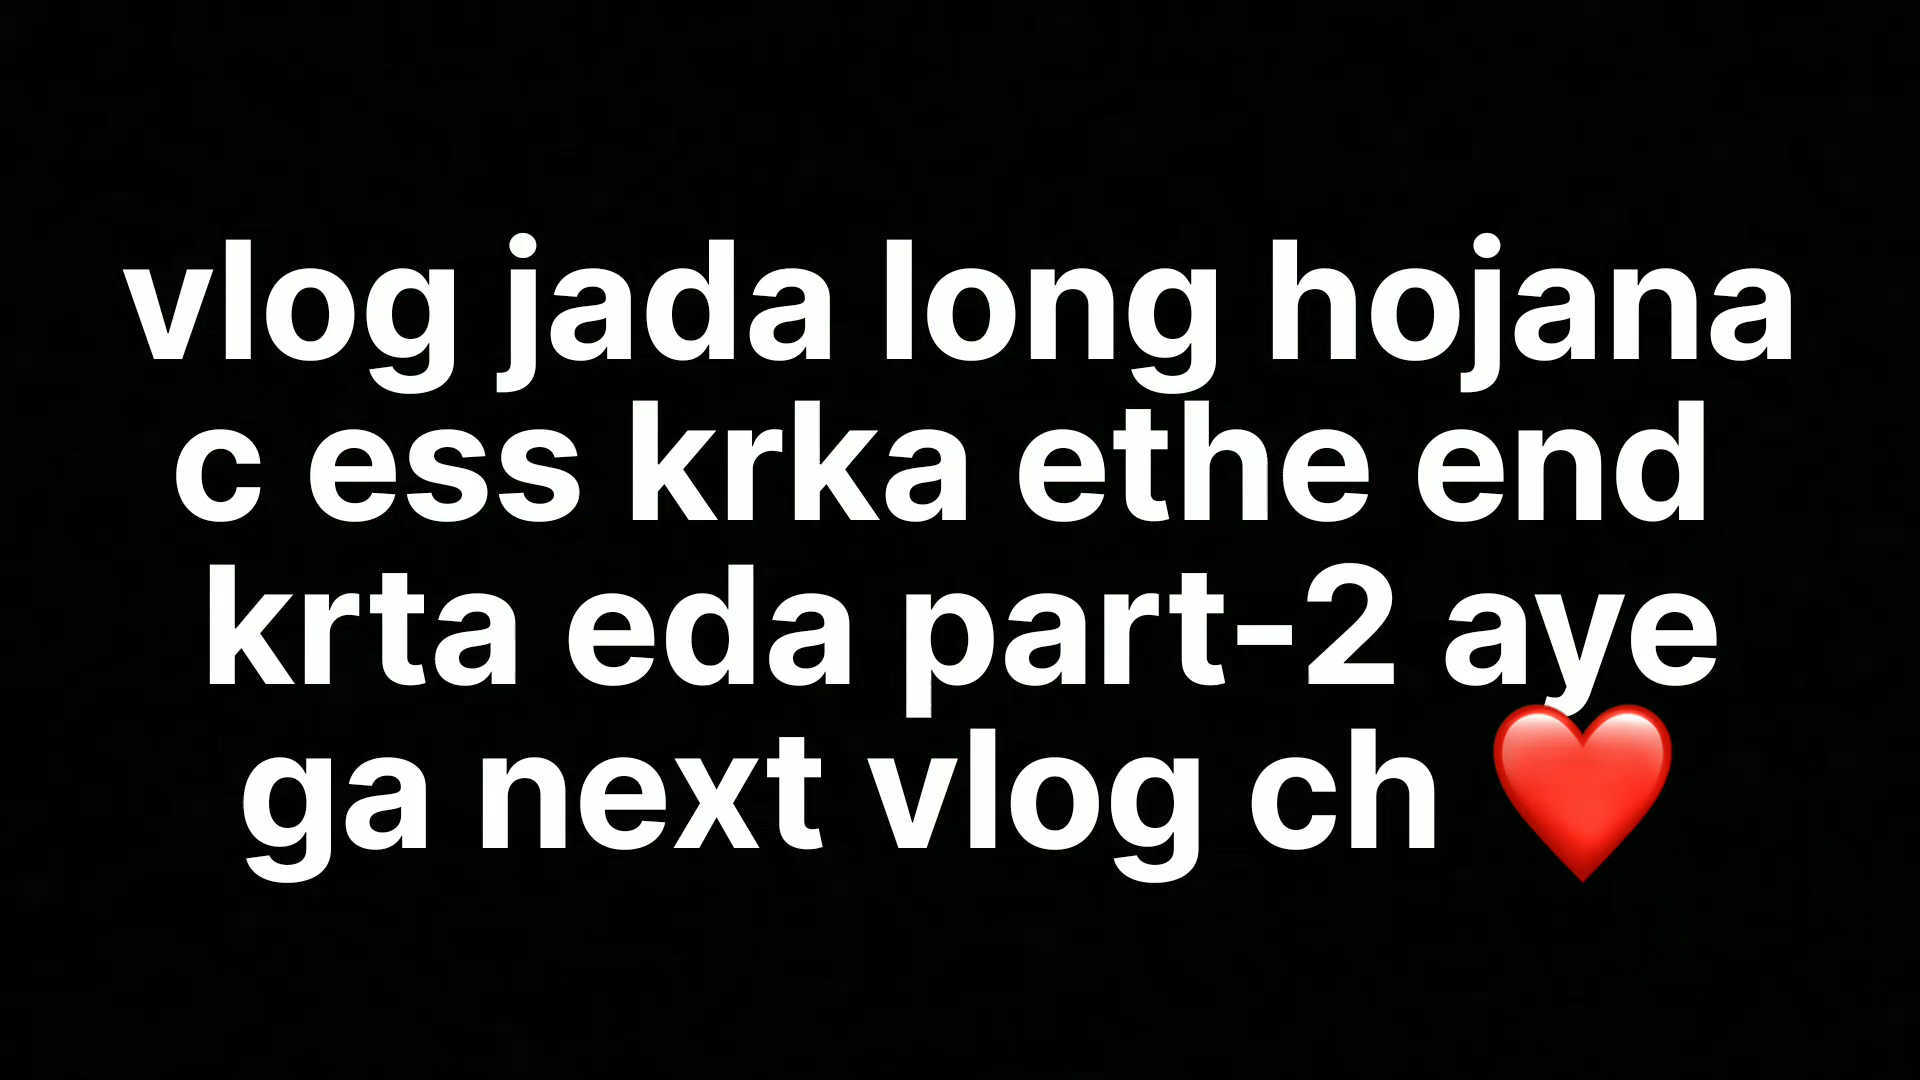 vlog jada long hojana
c ess krka ethe end
krta eda part-2 aye
ga next vlog ch ❤️